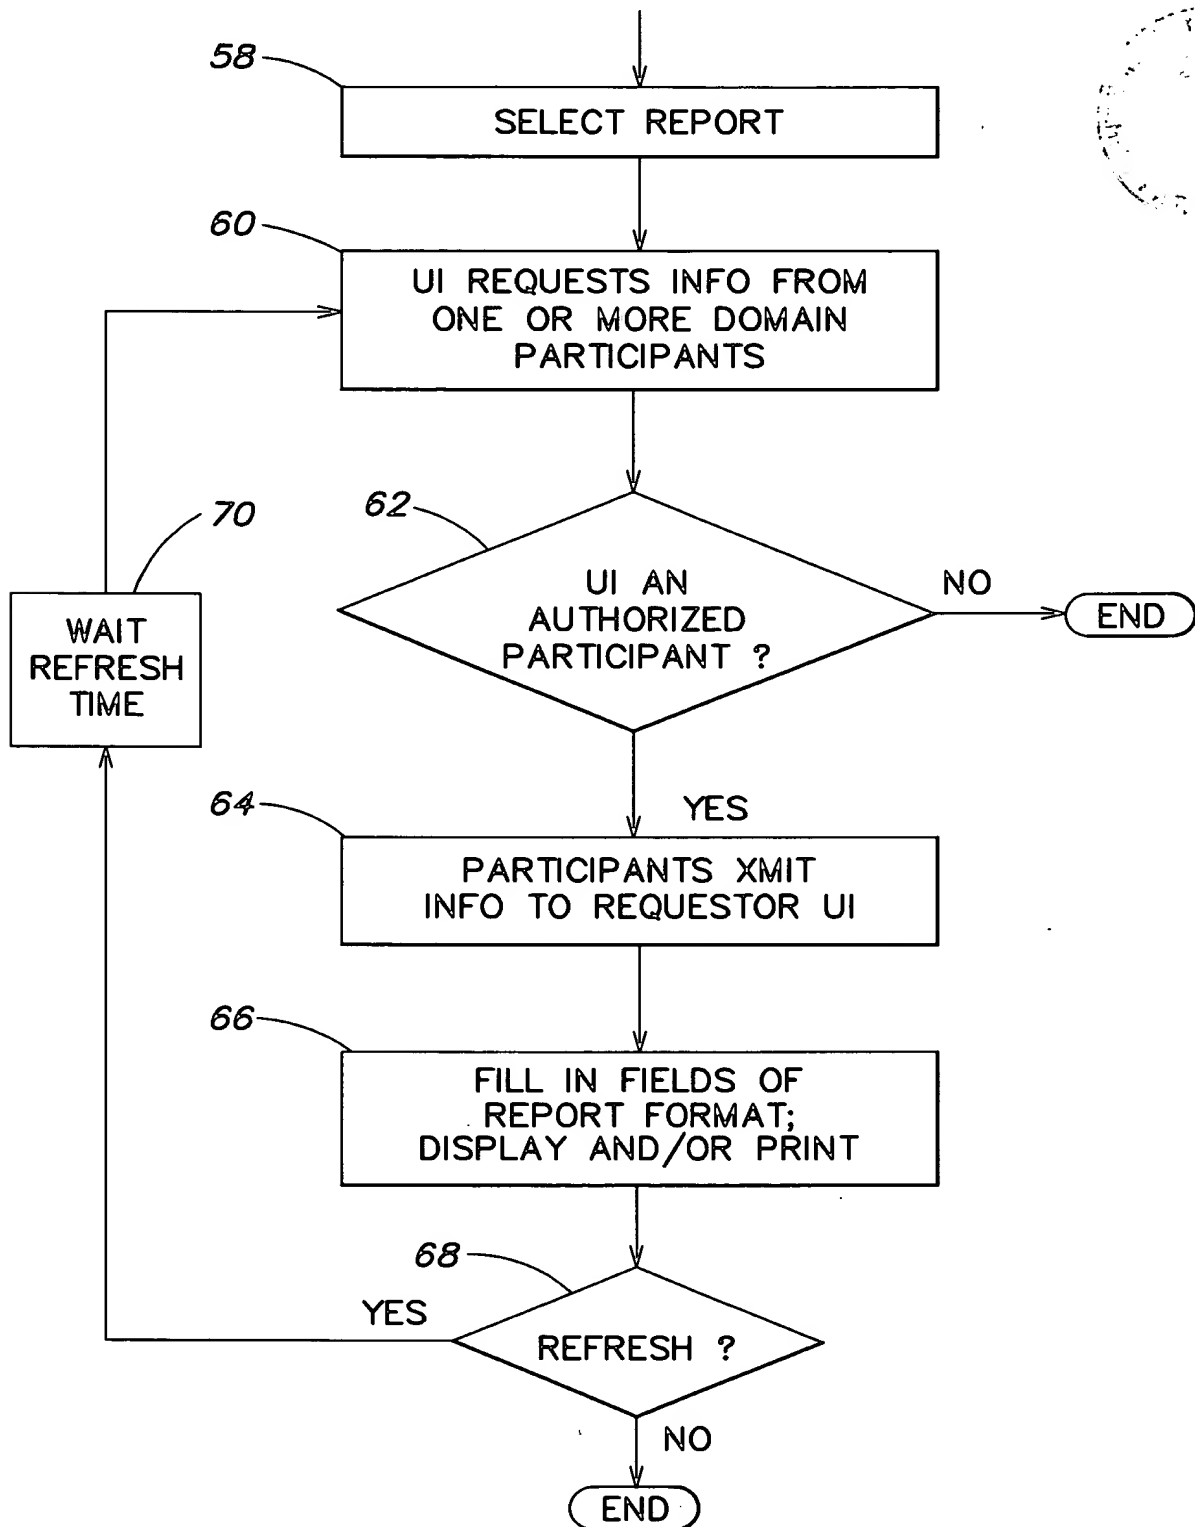 58
SELECT REPORT
60
UI REQUESTS INFO FROM
ONE OR MORE DOMAIN
PARTICIPANTS
62
70
UI AN
AUTHORIZED
PARTICIPANT ?
NO
END
WAIT
REFRESH
TIME
64
YES
PARTICIPANTS XMIT
INFO TO REQUESTOR UI
66
FILL IN FIELDS OF
REPORT FORMAT;
DISPLAY AND/OR PRINT
68
YES
REFRESH ?
NO
END